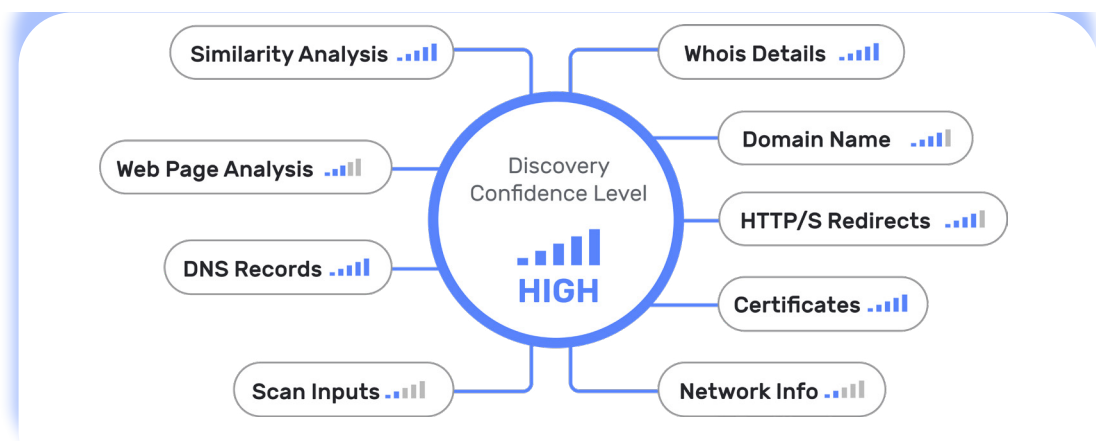 Similarity Analysis
Whois Details
Domain Name
Web Page Analysis
Discovery
Confidence Level
HTTP/S Redirects
DNS Records
HIGH
Certificates
Scan Inputs
Network Info